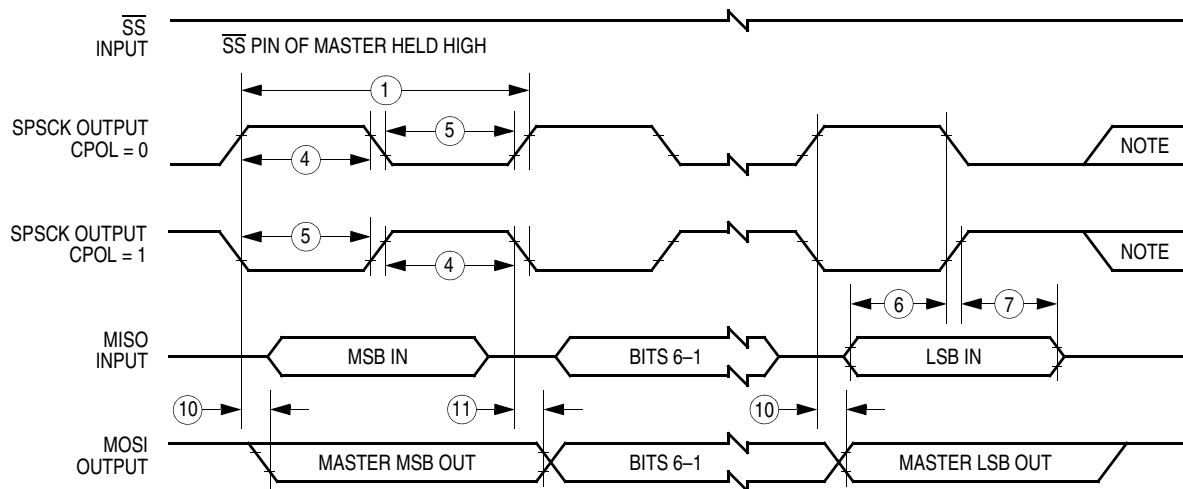 SS
INPUT
SS PIN OF MASTER HELD HIGH
1
SPSCK OUTPUT
CPOL = 0
5
4
NOTE
SPSCK OUTPUT
CPOL = 1
5
4
NOTE
6
7
MISO
INPUT
MSB IN
BITS 6–1
LSB IN
10
11
10
MOSI
OUTPUT
MASTER MSB OUT
BITS 6–1
MASTER LSB OUT